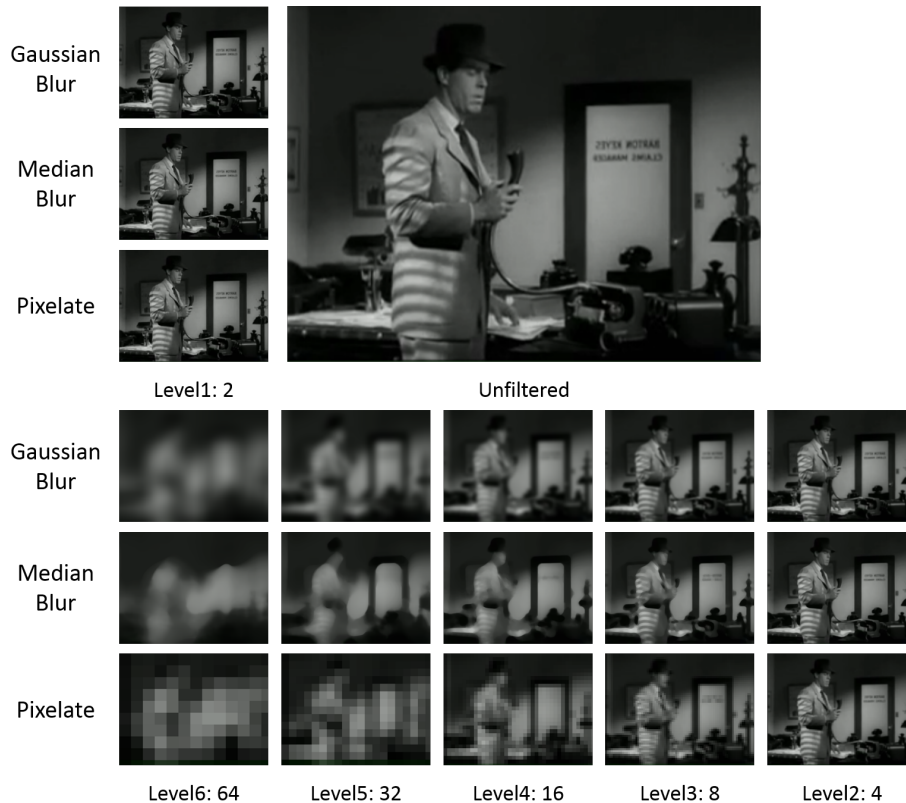 Gaussian
Blur
Median
Blur
Pixelate
BARTON KEYES
CLAIMS MANAGER
Level1: 2
Unfiltered
Gaussian
Blur
Median
Blur
Pixelate
Level6: 64
Level5: 32
Level4: 16
Level3: 8
Level2: 4